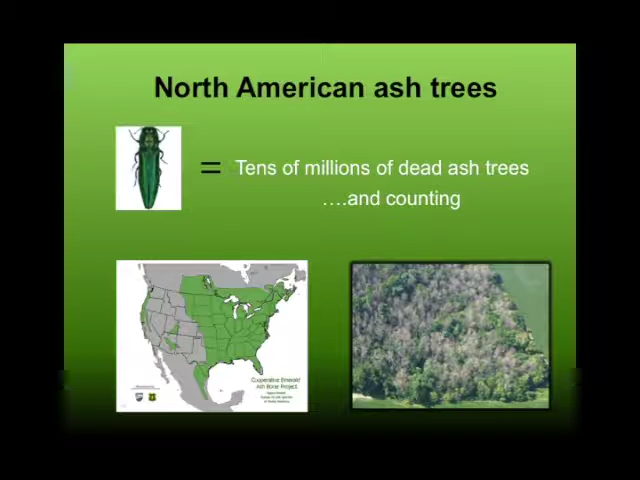 North American ash trees
= Tens of millions of dead ash trees
….and counting
Cooperative Emerald
Ash Borer Project